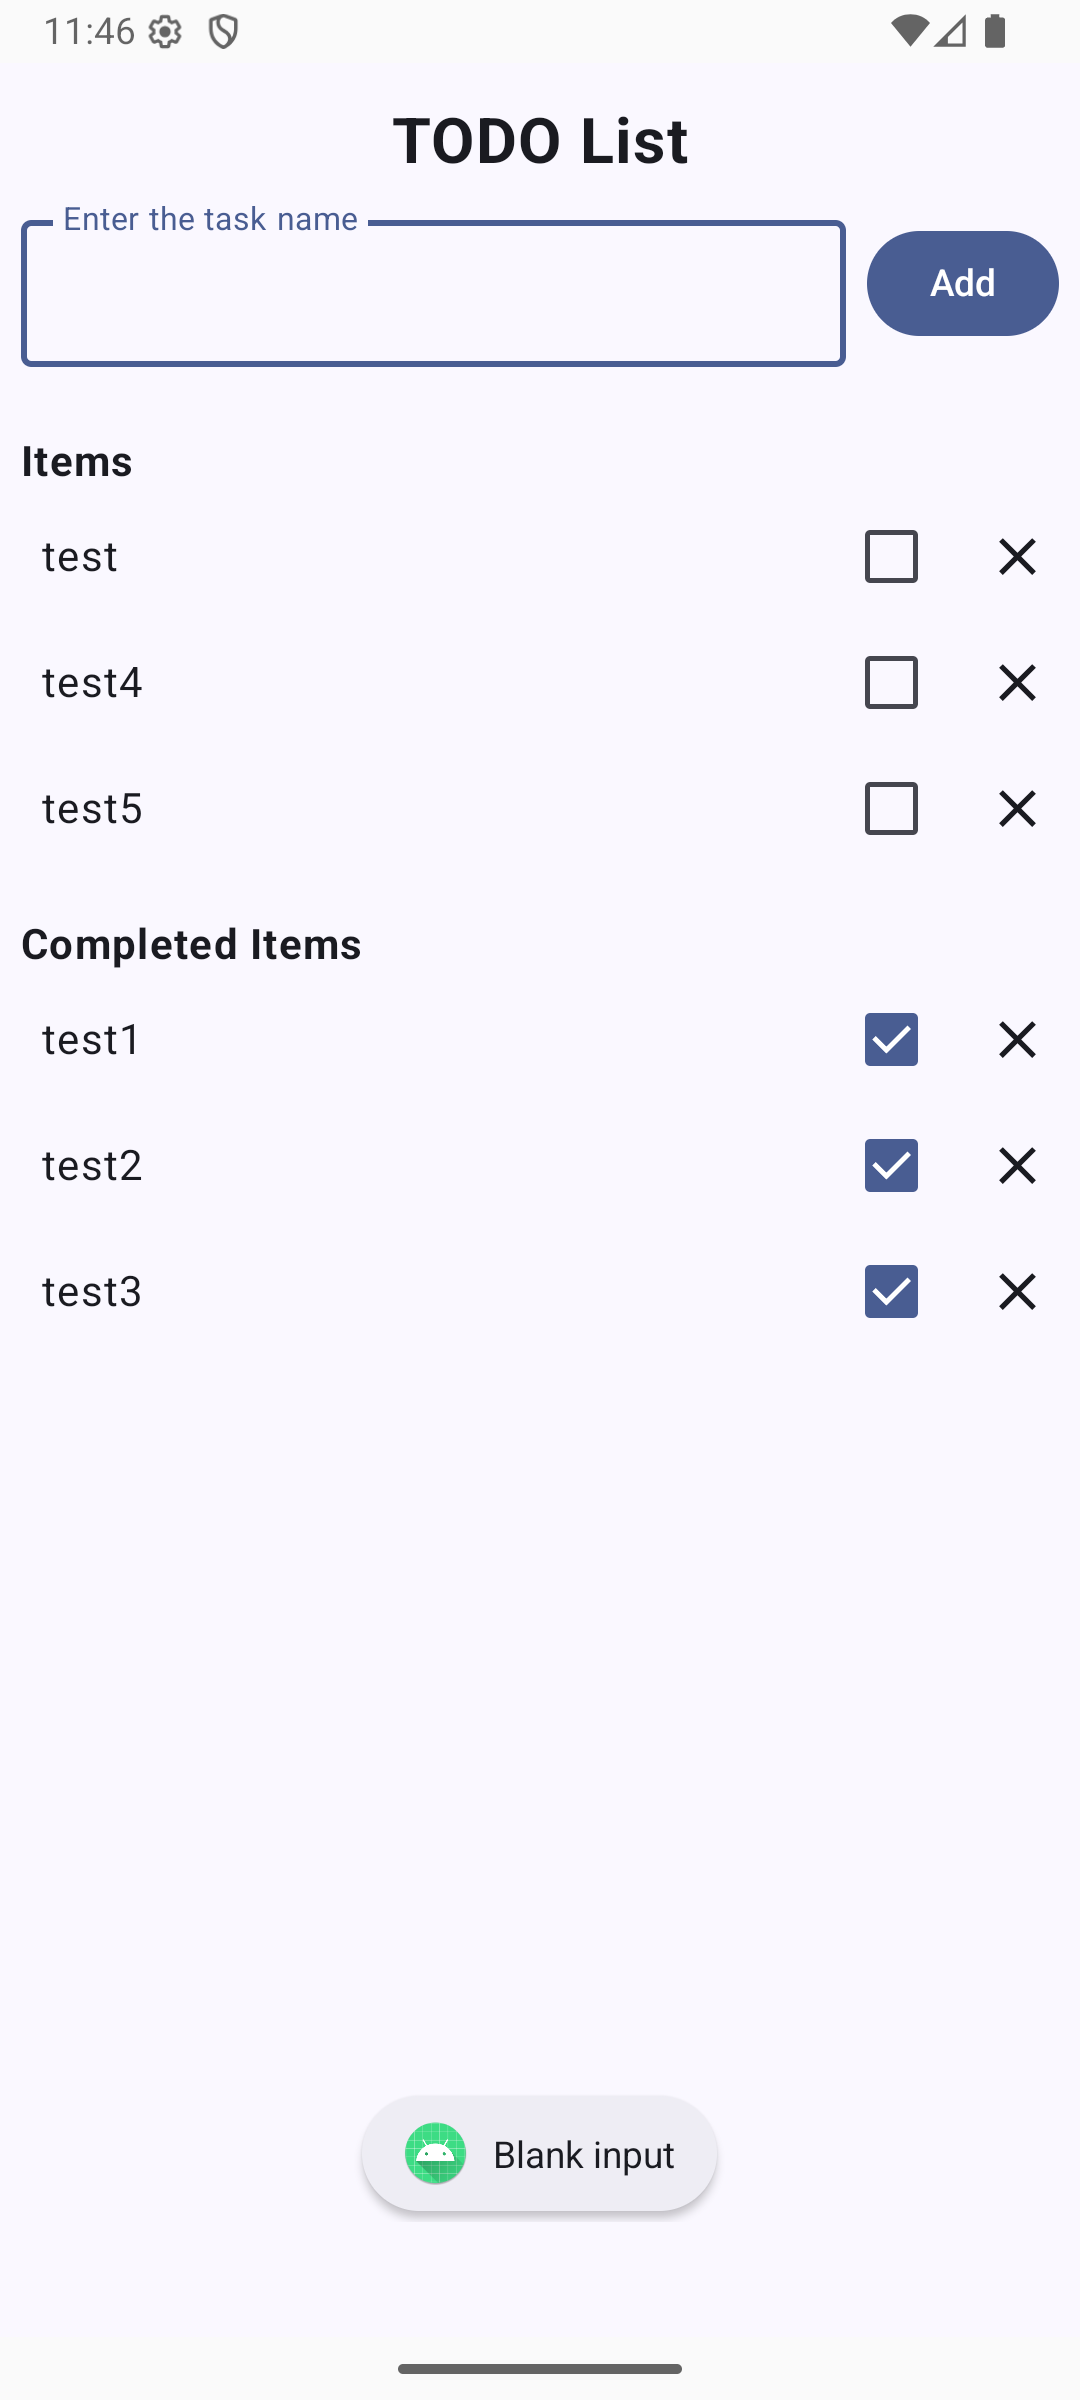 11:46
TODO List
Enter the task name
Add
Items
test
test4
test5
Completed Items
test1
test2
test3
Blank input